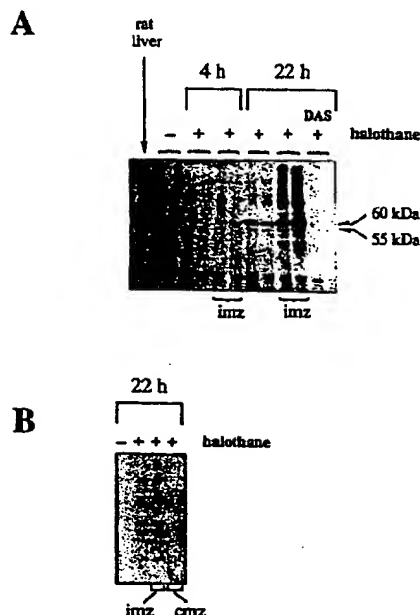 A
rat
liver
4 h
22 h
DAS
- + + + + + halothane
60 kDa
55 kDa
imz imz
22 h
B
- + + + halothane
imz cmz